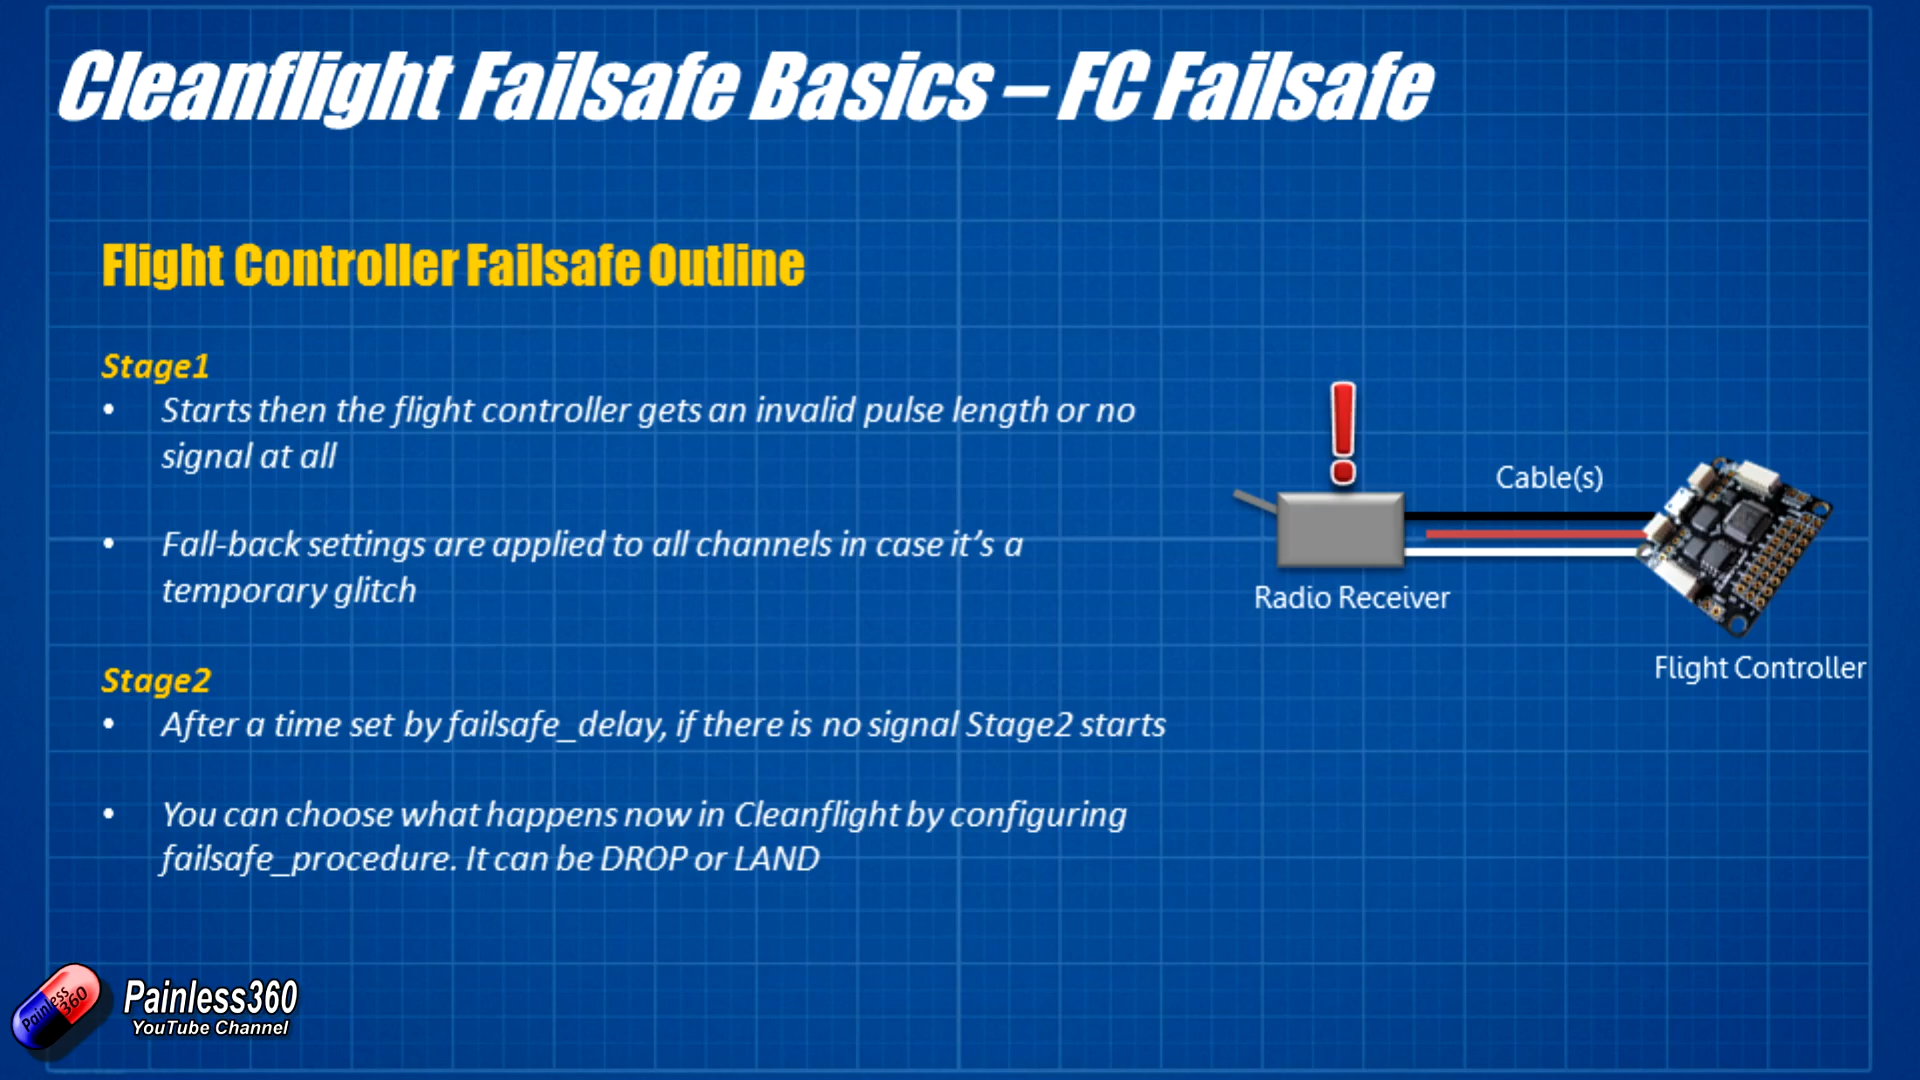 Cleanflight Failsafe Basics – FC Failsafe
Flight Controller Failsafe Outline
Stage1
• Starts then the flight controller gets an invalid pulse length or no
signal at all
• Fall-back settings are applied to all channels in case it’s a
temporary glitch
Stage2
• After a time set by failsafe_delay, if there is no signal Stage2 starts
• You can choose what happens now in Cleanflight by configuring
failsafe_procedure. It can be DROP or LAND
Cable(s)
Radio Receiver
Flight Controller
Painless
360
Painless360
YouTube Channel